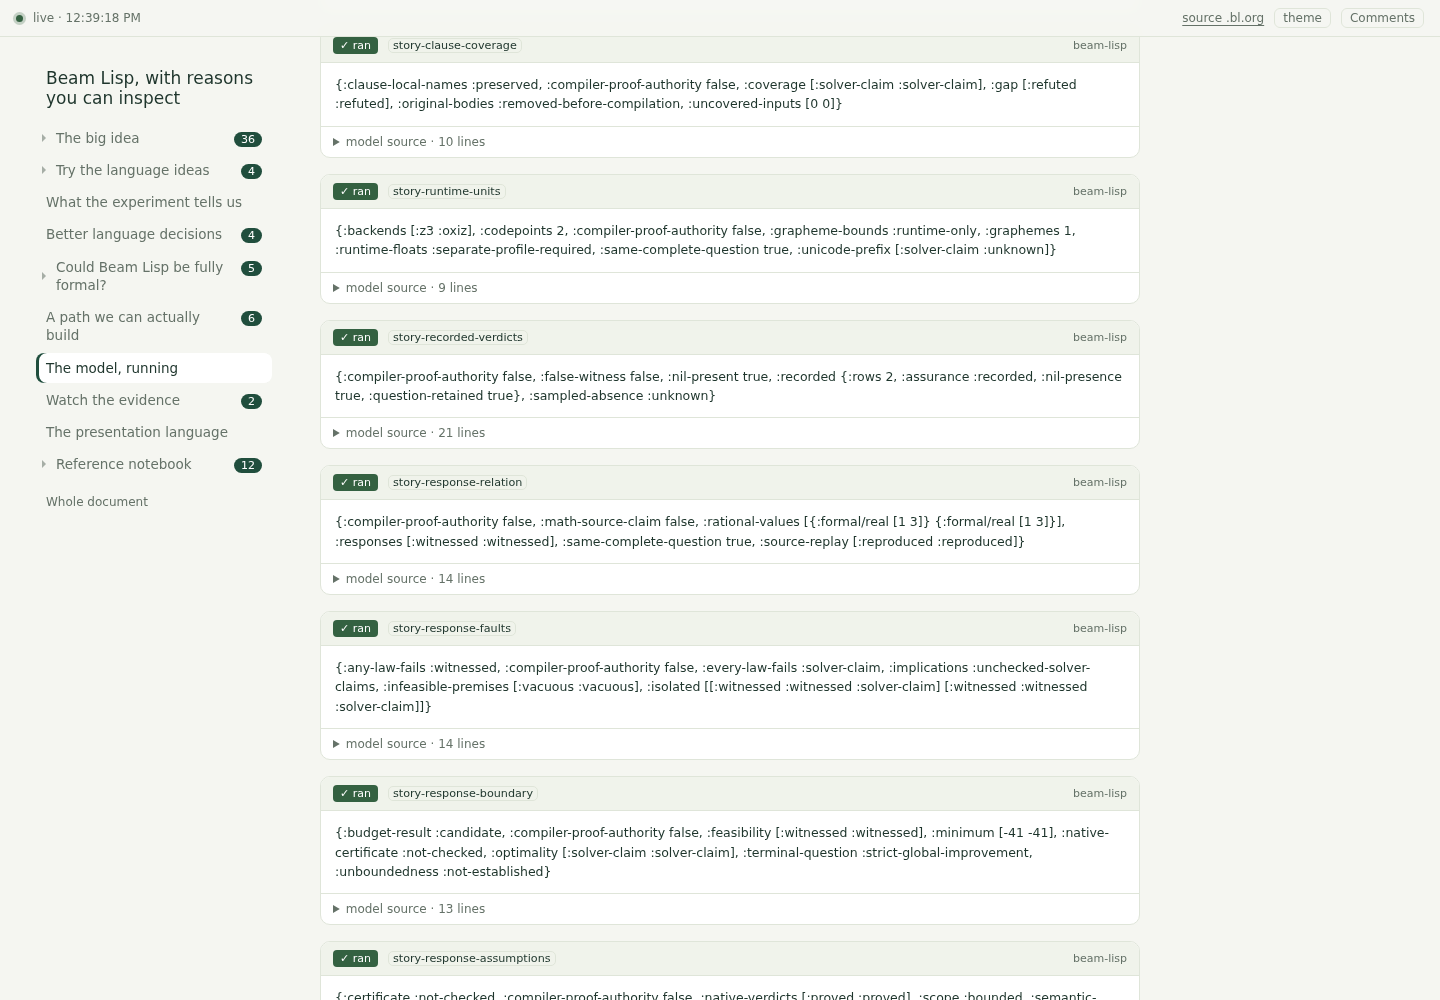 live · 12:39:18 PM
source .bl.org
theme
Comments
Beam Lisp, with reasons
you can inspect
The big idea 36
Try the language ideas 4
What the experiment tells us
Better language decisions 4
Could Beam Lisp be fully 5
formal?
A path we can actually 6
build
The model, running
Watch the evidence 2
The presentation language
Reference notebook 12
Whole document
✓ ran story-clause-coverage beam-lisp
{:clause-local-names :preserved, :compiler-proof-authority false, :coverage [:solver-claim :solver-claim], :gap [:refuted
:refuted], :original-bodies :removed-before-compilation, :uncovered-inputs [0 0]}
model source · 10 lines
✓ ran story-runtime-units beam-lisp
{:backends [:z3 :oxiz], :codepoints 2, :compiler-proof-authority false, :grapheme-bounds :runtime-only, :graphemes 1,
:runtime-floats :separate-profile-required, :same-complete-question true, :unicode-prefix [:solver-claim :unknown]}
model source · 9 lines
✓ ran story-recorded-verdicts beam-lisp
{:compiler-proof-authority false, :false-witness false, :nil-present true, :recorded {:rows 2, :assurance :recorded, :nil-presence
true, :question-retained true}, :sampled-absence :unknown}
model source · 21 lines
✓ ran story-response-relation beam-lisp
{:compiler-proof-authority false, :math-source-claim false, :rational-values [{:formal/real [1 3]} {:formal/real [1 3]}],
:responses [:witnessed :witnessed], :same-complete-question true, :source-replay [:reproduced :reproduced]}
model source · 14 lines
✓ ran story-response-faults beam-lisp
{:any-law-fails :witnessed, :compiler-proof-authority false, :every-law-fails :solver-claim, :implications :unchecked-solver-
claims, :infeasible-premises [:vacuous :vacuous], :isolated [[:witnessed :witnessed :solver-claim] [:witnessed :witnessed
:solver-claim]]}
model source · 14 lines
✓ ran story-response-boundary beam-lisp
{:budget-result :candidate, :compiler-proof-authority false, :feasibility [:witnessed :witnessed], :minimum [-41 -41], :native-
certificate :not-checked, :optimality [:solver-claim :solver-claim], :terminal-question :strict-global-improvement,
:unboundedness :not-established}
model source · 13 lines
✓ ran story-response-assumptions beam-lisp
{:certificate :not-checked, :compiler-proof-authority false, :native-verdicts [:proved :proved], :scope :bounded, :semantic-